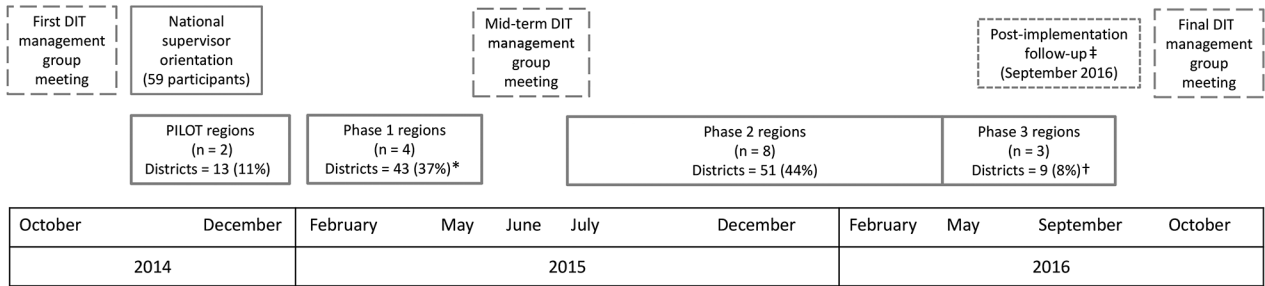 First DIT
management
group
meeting
National
supervisor
orientation
(59 participants)
Mid-term DIT
management
group
meeting
Post-implementation
follow-up‡
(September 2016)
Final DIT
management
group
meeting
PILOT regions
(n = 2)
Districts = 13 (11%)
Phase 1 regions
(n = 4)
Districts = 43 (37%)*
Phase 2 regions
(n = 8)
Districts = 51 (44%)
Phase 3 regions
(n = 3)
Districts = 9 (8%)†
October December February May June July December February May September October
2014 2015 2016